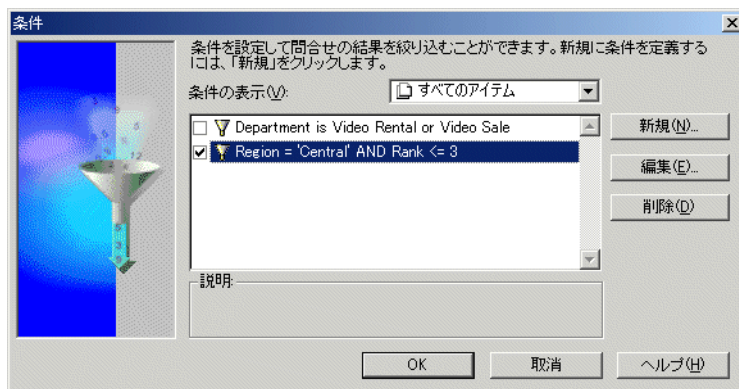 条件
条件を設定して問合せの結果を絞り込むことができます。新規に条件を定義する
には、「新規」をクリックします。
条件の表示(V):
すべてのアイテム
Department is Video Rental or Video Sale
Region = 'Central' AND Rank <= 3
新規(N)...
編集(E)...
削除(D)
説明:
OK
取消
ヘルプ(H)